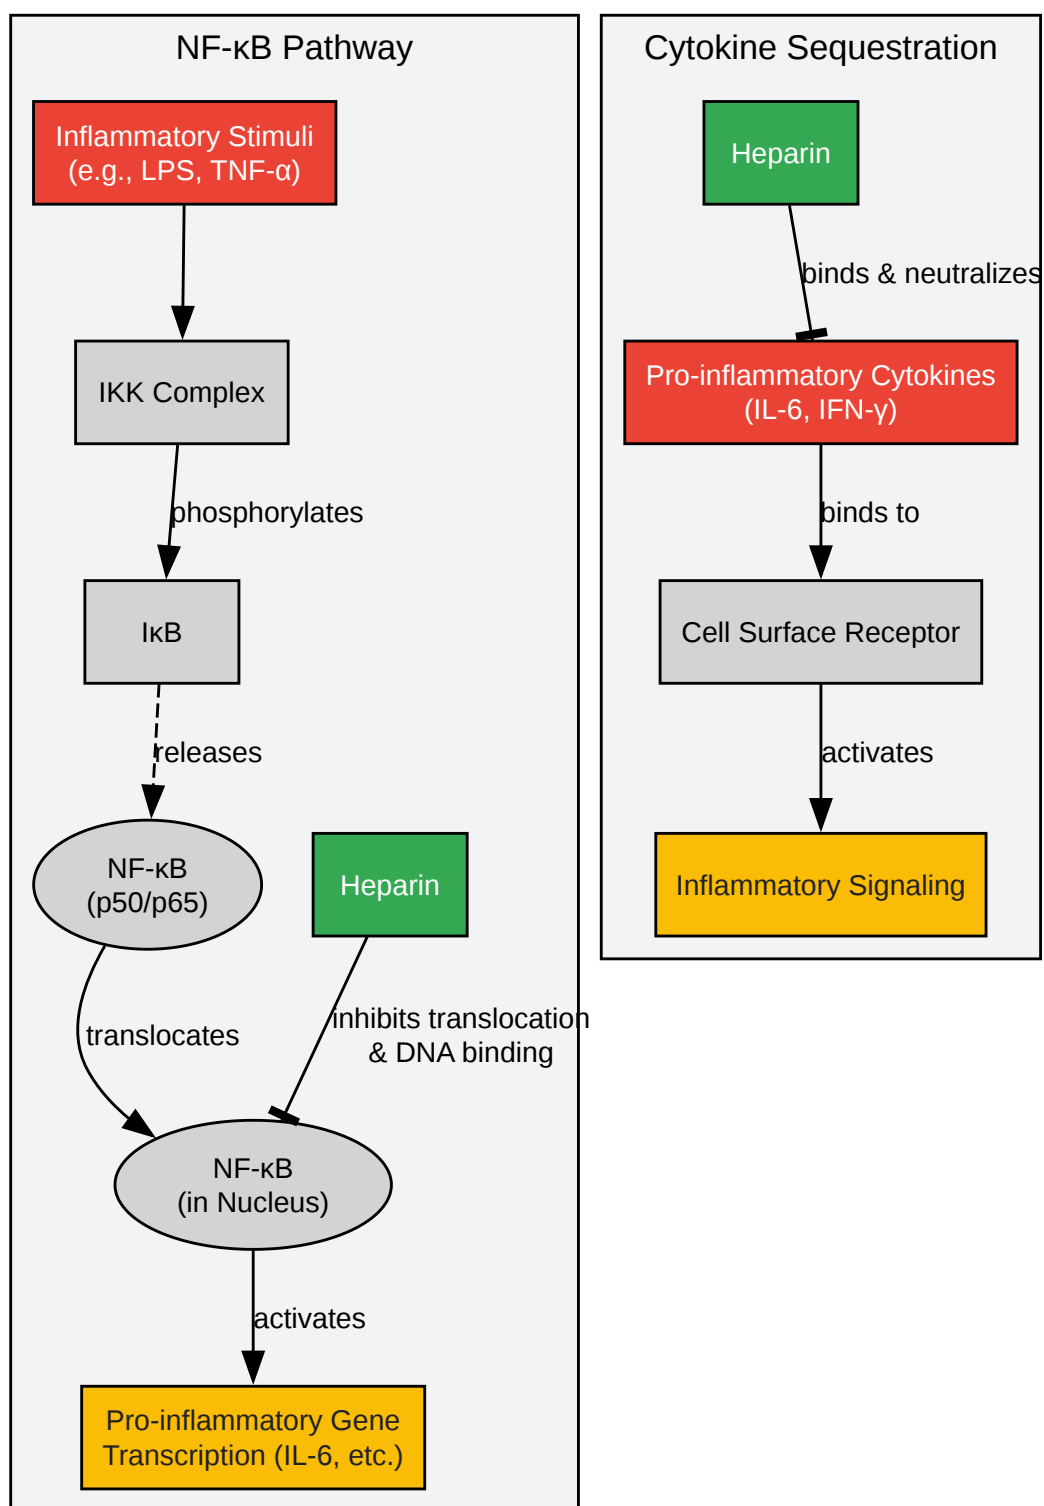 NF-κB Pathway
Inflammatory Stimuli
(e.g., LPS, TNF-α)
IKK Complex
phosphorylates
IκB
releases
NF-κB
(p50/p65)
Heparin
translocates
inhibits translocation
& DNA binding
NF-κB
(in Nucleus)
activates
Pro-inflammatory Gene
Transcription (IL-6, etc.)
Cytokine Sequestration
Heparin
binds & neutralizes
Pro-inflammatory Cytokines
(IL-6, IFN-γ)
binds to
Cell Surface Receptor
activates
Inflammatory Signaling